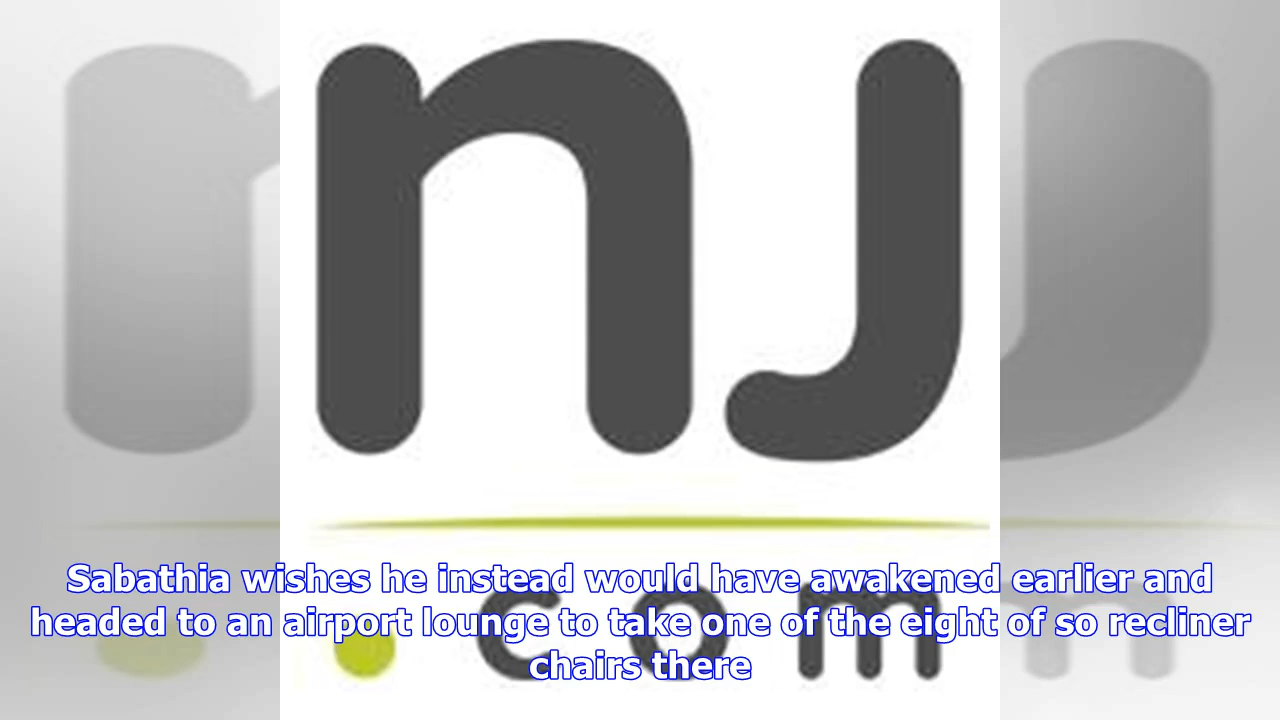 nj
.com
Sabathia wishes he instead would have awakened earlier and
headed to an airport lounge to take one of the eight of so recliner
chairs there